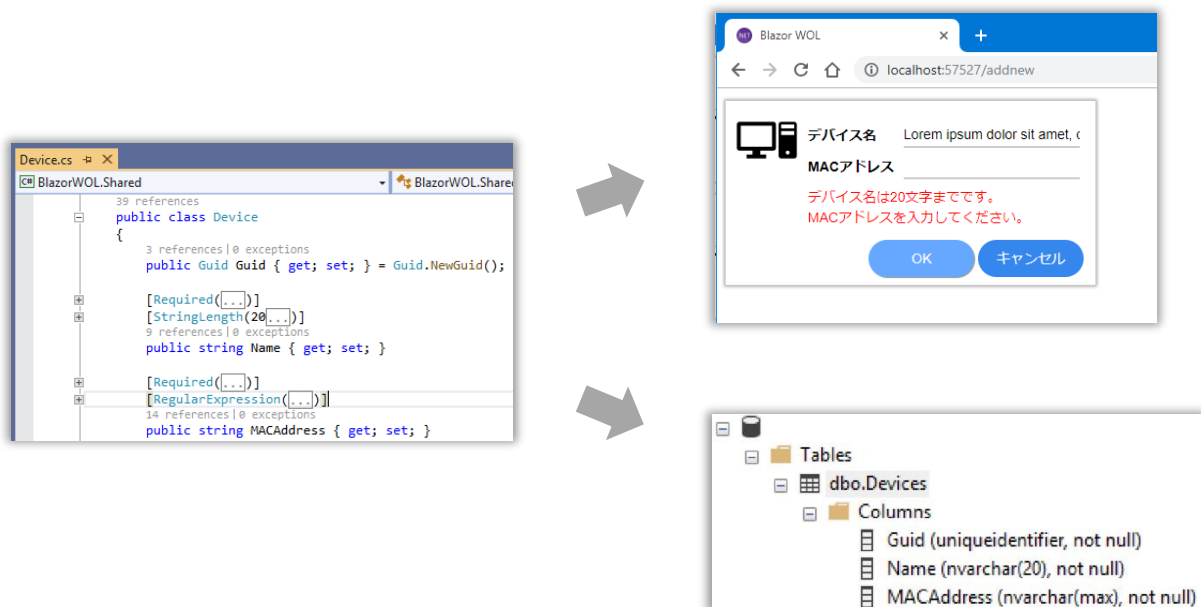 Device.cs
BlazorWOL.Shared
BlazorWOL.Shared
39 references
public class Device
{
3 references | 0 exceptions
public Guid Guid { get; set; } = Guid.NewGuid();
[Required(...)]
[StringLength(20...)]
9 references | 0 exceptions
public string Name { get; set; }
[Required(...)]
[RegularExpression(...)]
14 references | 0 exceptions
public string MACAddress { get; set; }
NET
Blazor WOL
localhost:57527/addnew
デバイス名 Lorem ipsum dolor sit amet, c
MACアドレス
デバイス名は20文字までです。
MACアドレスを入力してください。
OK キャンセル
Tables
dbo.Devices
Columns
Guid (uniqueidentifier, not null)
Name (nvarchar(20), not null)
MACAddress (nvarchar(max), not null)